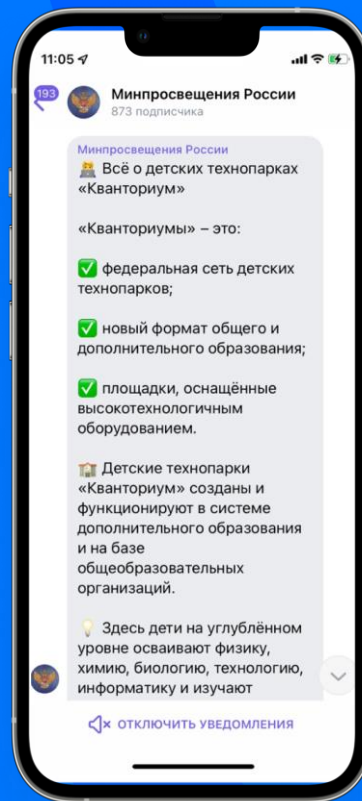 11:05
193
Минпросвещения России
873 подписчика
Минпросвещения России
Всё о детских технопарках
«Кванториум»
«Кванториумы» – это:
федеральная сеть детских
технопарков;
новый формат общего и
дополнительного образования;
площадки, оснащённые
высокотехнологичным
оборудованием.
Детские технопарки
«Кванториум» созданы и
функционируют в системе
дополнительного образования
и на базе
общеобразовательных
организаций.
Здесь дети на углублённом
уровне осваивают физику,
химию, биологию, технологию,
информатику и изучают
ОТКЛЮЧИТЬ УВЕДОМЛЕНИЯ